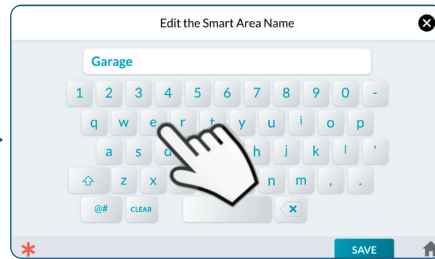 Edit the Smart Area Name
Garage
1 2 3 4 5 6 7 8 9 0 -
q w e r t y u i o p
a s d h j k l '
z x n m , .
@# CLEAR
SAVE